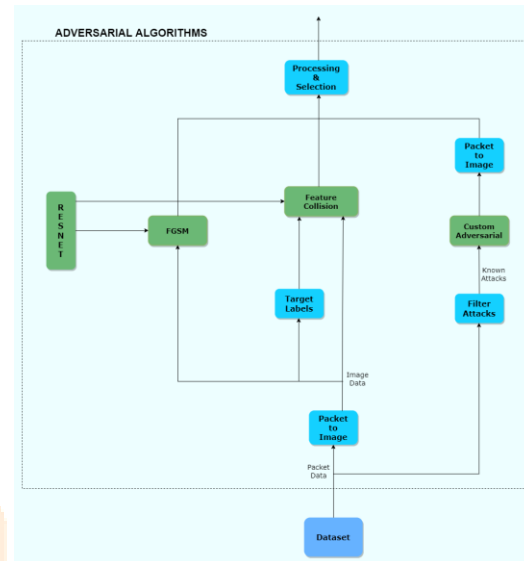 ADVERSARIAL ALGORITHMS
Processing
&
Selection
Packet
to
Image
R
E
S
N
E
T
Feature
Collision
FGSM
Custom
Adversarial
Known
Attacks
Target
Labels
Filter
Attacks
Image
Data
Packet
to
Image
Packet
Data
Dataset